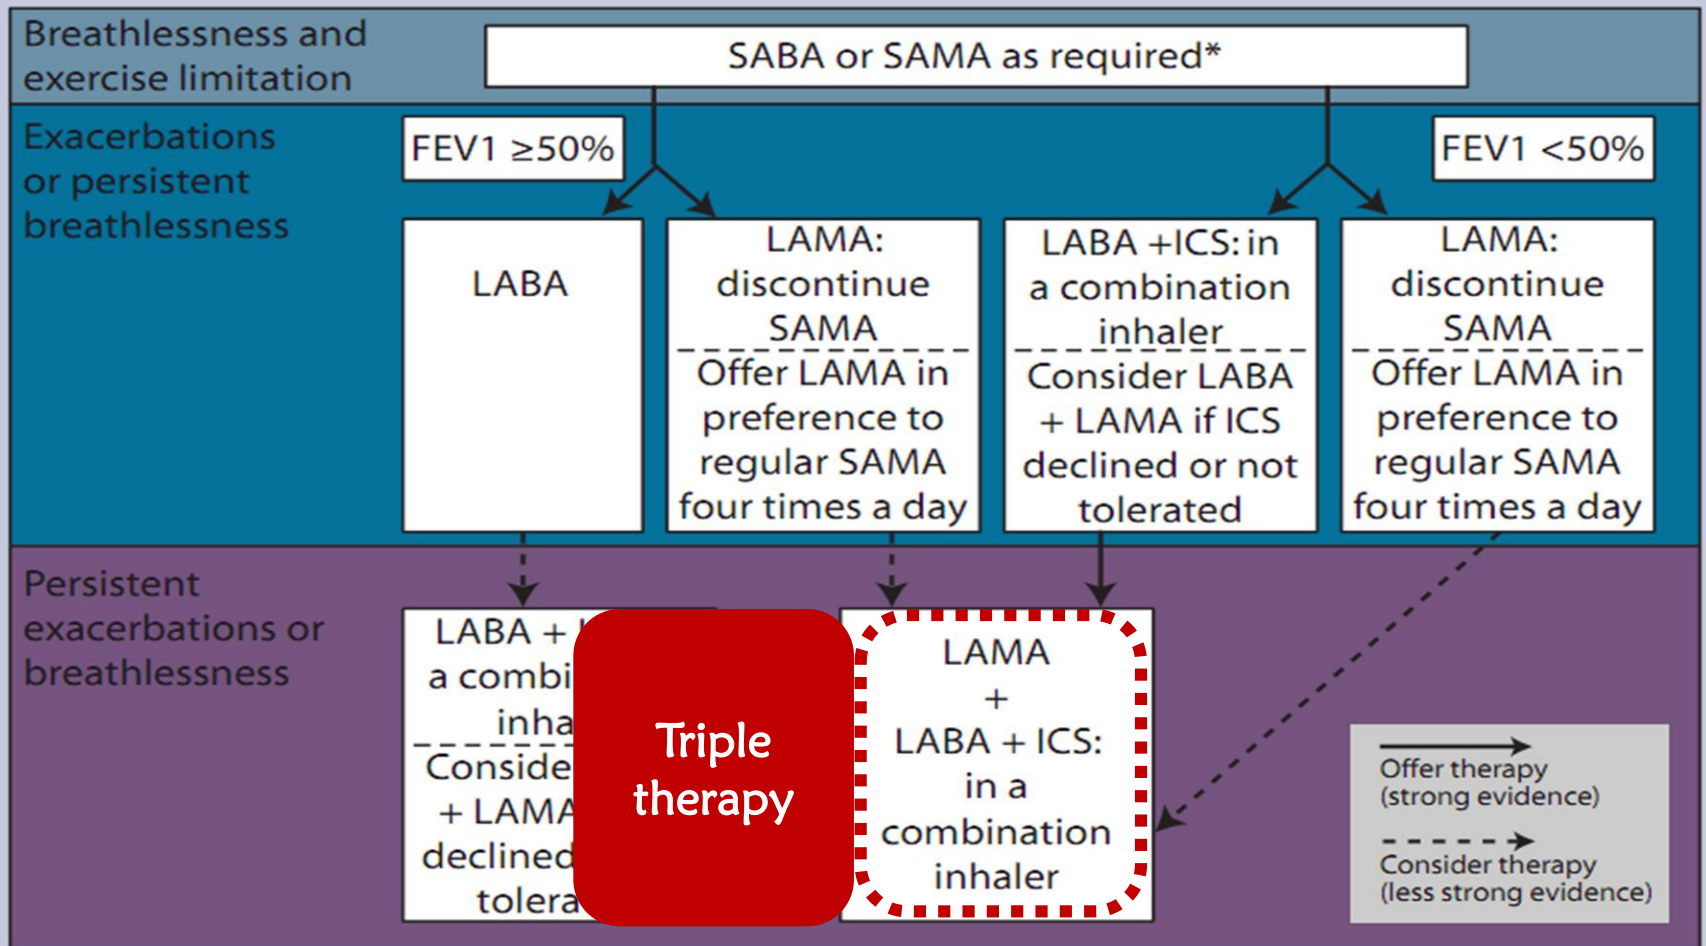 Breathlessness and
exercise limitation
SABA or SAMA as required*
Exacerbations
or persistent
breathlessness
FEV1 ≥50%
FEV1 <50%
LABA
LAMA:
discontinue
SAMA
Offer LAMA in
preference to
regular SAMA
four times a day
LABA +ICS: in
a combination
inhaler
Consider LABA
+ LAMA if ICS
declined or not
tolerated
LAMA:
discontinue
SAMA
Offer LAMA in
preference to
regular SAMA
four times a day
Persistent
exacerbations or
breathlessness
LABA +
a combi
inha
Conside
+ LAMA
declined
tolera
Triple
therapy
LAMA
+
LABA + ICS:
in a
combination
inhaler
Offer therapy
(strong evidence)
Consider therapy
(less strong evidence)